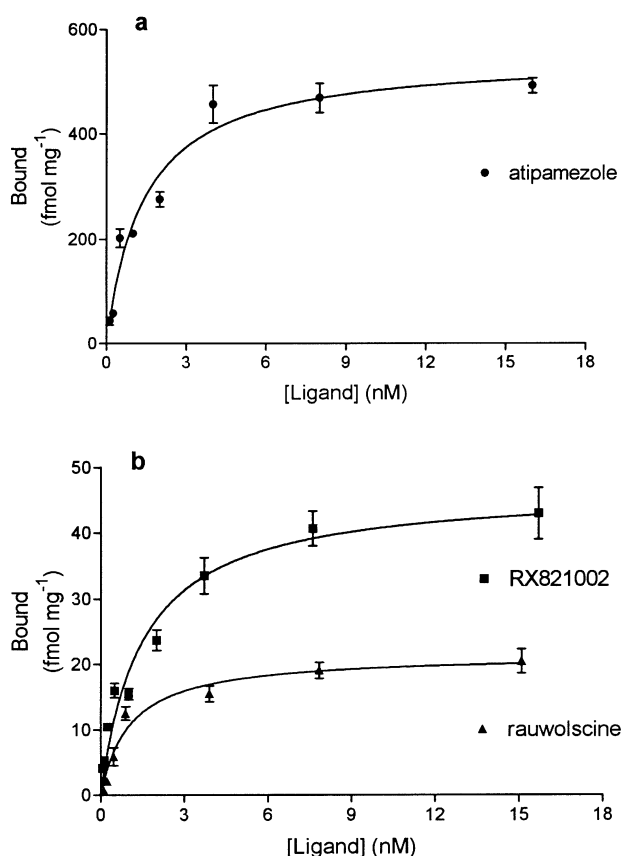 a
600
400
200
0
Bound
(fmol mg⁻¹)
atipamezole
0 3 6 9 12 15 18
[Ligand] (nM)
b
50
40
30
20
10
0
Bound
(fmol mg⁻¹)
RX821002
rauwolscine
0 3 6 9 12 15 18
[Ligand] (nM)